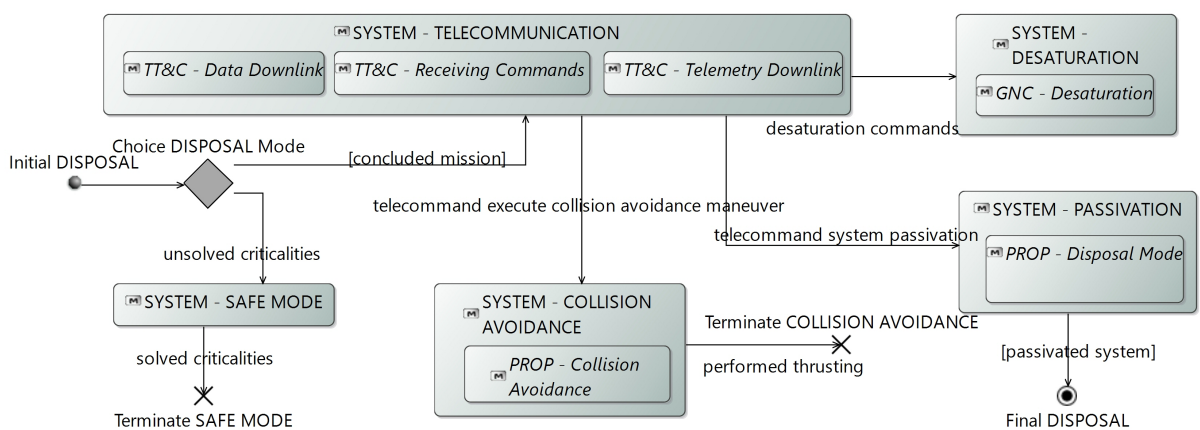 SYSTEM - TELECOMMUNICATION
TT&C - Data Downlink
TT&C - Receiving Commands
TT&C - Telemetry Downlink
SYSTEM -
DESATURATION
GNC - Desaturation
desaturation commands
Choice DISPOSAL Mode
Initial DISPOSAL
[concluded mission]
telecommand execute collision avoidance maneuver
telecommand system passivation
SYSTEM - PASSIVATION
PROP - Disposal Mode
unsolved criticalities
SYSTEM - SAFE MODE
SYSTEM - COLLISION
AVOIDANCE
PROP - Collision
Avoidance
Terminate COLLISION AVOIDANCE
performed thrusting
[passivated system]
solved criticalities
Terminate SAFE MODE
Final DISPOSAL